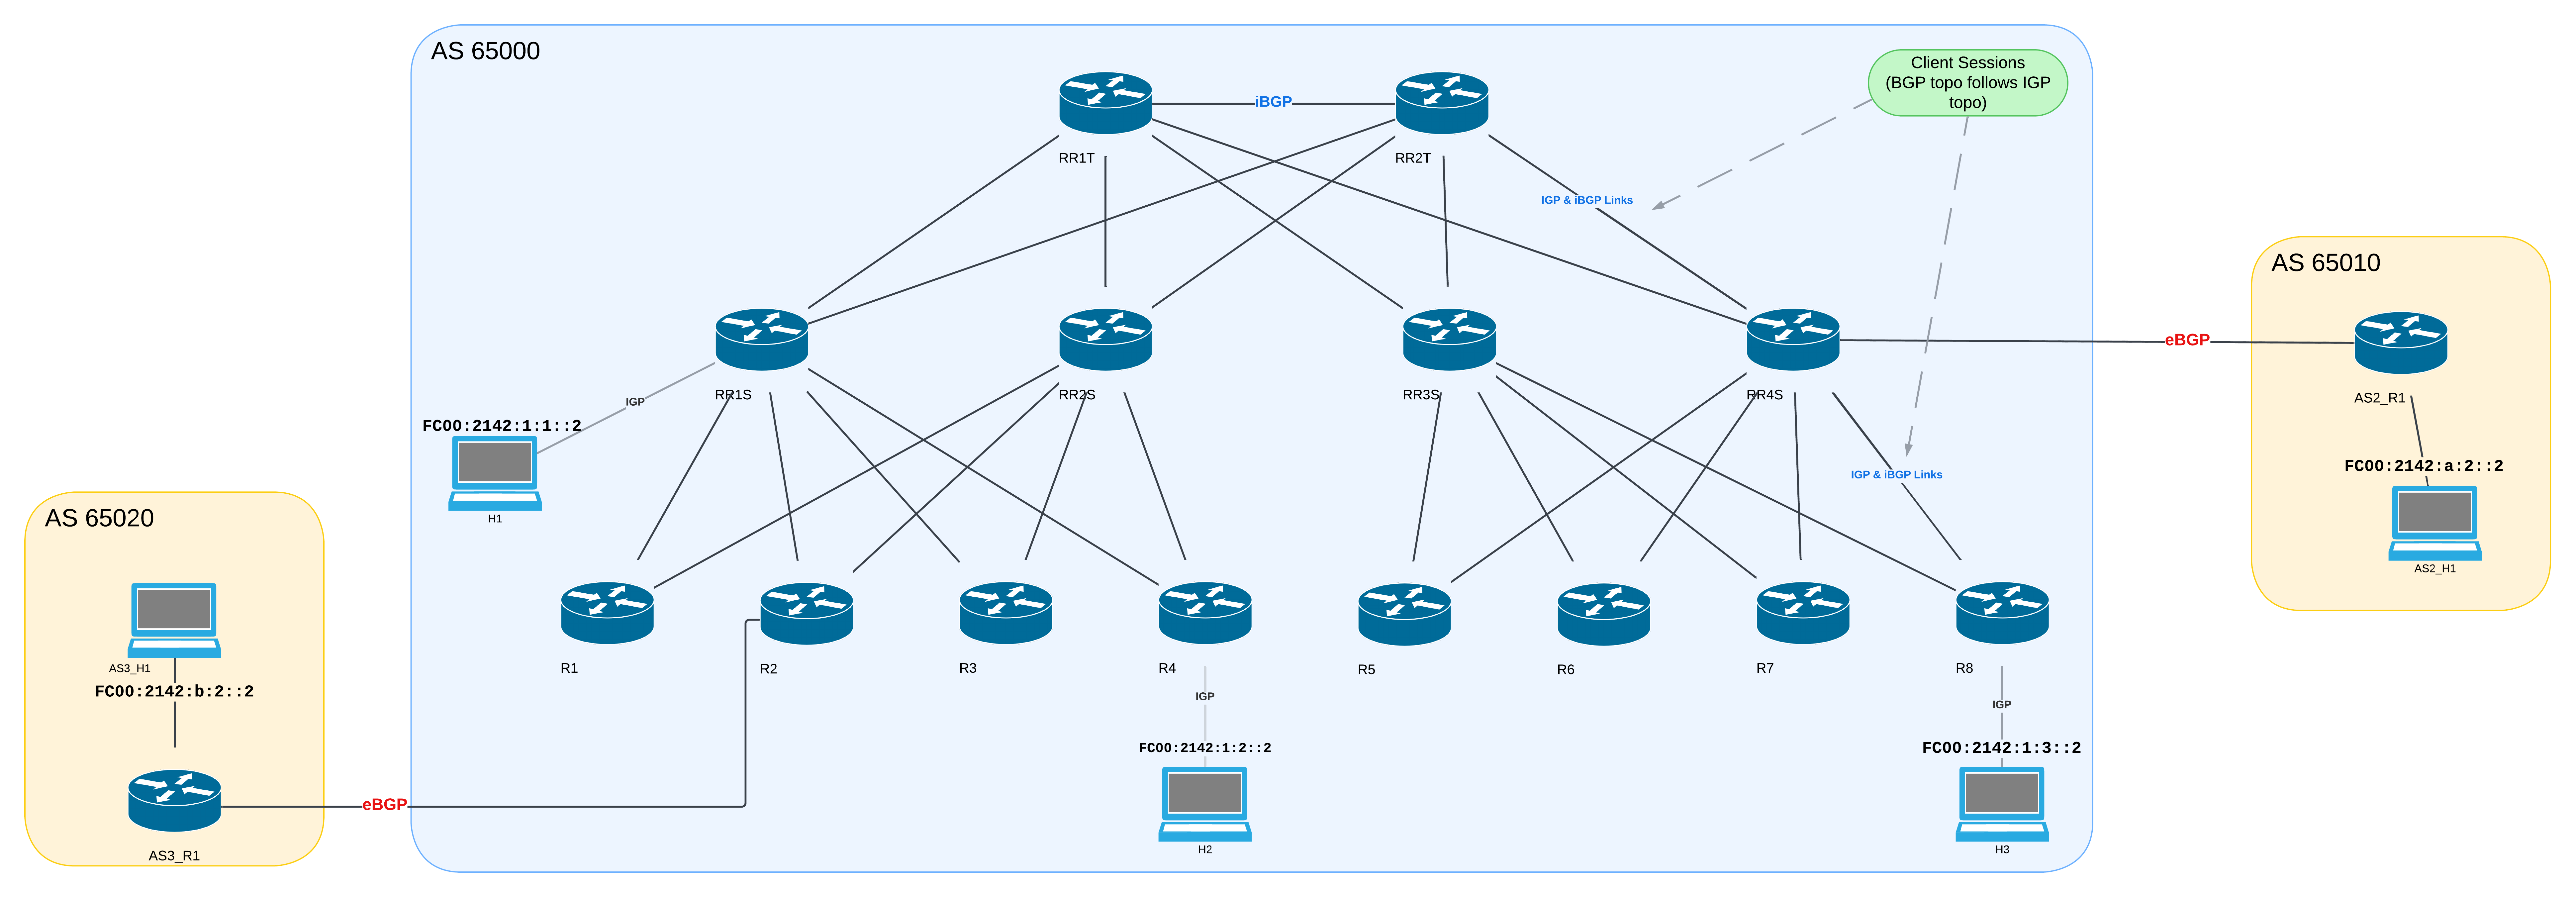 AS 65000
Client Sessions
(BGP topo follows IGP
topo)
iBGP
RR1T
RR2T
IGP & iBGP Links
AS 65010
eBGP
RR1S
RR2S
RR3S
RR4S
AS2_R1
IGP
FC00:2142:1:1::2
H1
IGP & iBGP Links
FC00:2142:a:2::2
AS2_H1
AS 65020
AS3_H1
FC00:2142:b:2::2
R1
R2
R3
R4
R5
R6
R7
R8
IGP
IGP
FC00:2142:1:2::2
FC00:2142:1:3::2
eBGP
H2
H3
AS3_R1